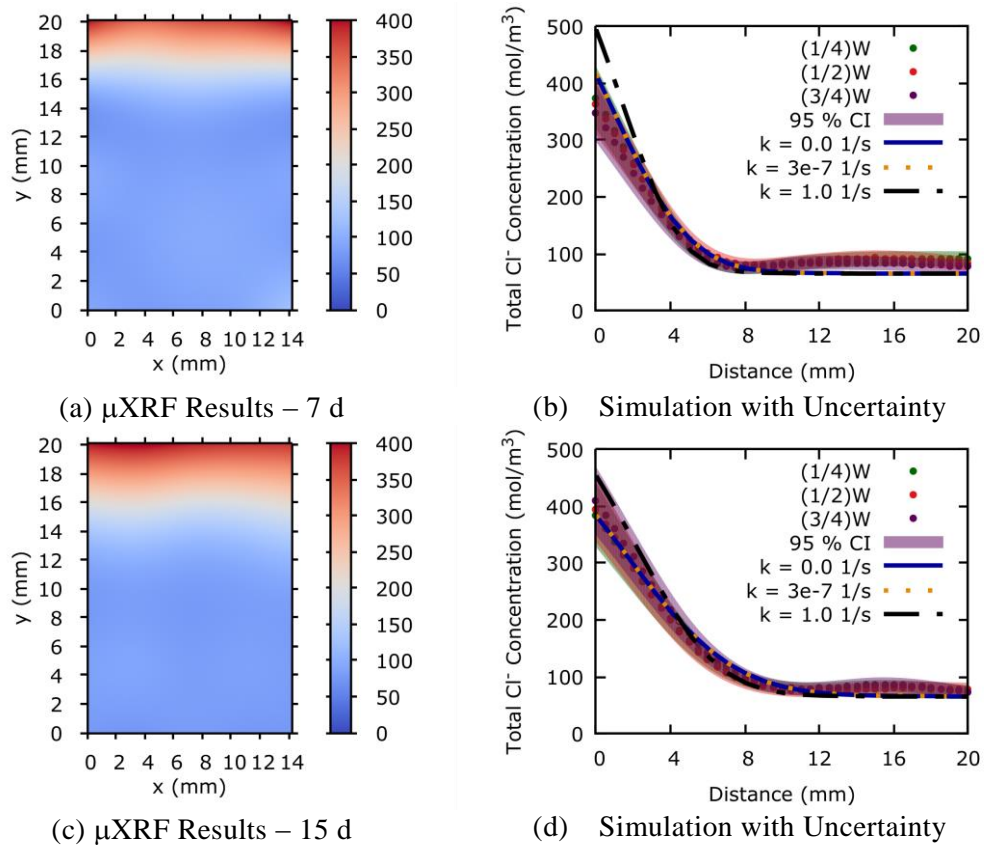 20
18
16
14
12
10
8
6
4
2
0
y (mm)
0 2 4 6 8 10 12 14
x (mm)
400
350
300
250
200
150
100
50
0
Total Cl⁻ Concentration (mol/m³)
500
400
300
200
100
0
(1/4)W
(1/2)W
(3/4)W
95 % CI
k = 0.0 1/s
k = 3e-7 1/s
k = 1.0 1/s
0 4 8 12 16 20
Distance (mm)
(a) μXRF Results – 7 d
(b) Simulation with Uncertainty
20
18
16
14
12
10
8
6
4
2
0
y (mm)
0 2 4 6 8 10 12 14
x (mm)
400
350
300
250
200
150
100
50
0
Total Cl⁻ Concentration (mol/m³)
500
400
300
200
100
0
(1/4)W
(1/2)W
(3/4)W
95 % CI
k = 0.0 1/s
k = 3e-7 1/s
k = 1.0 1/s
0 4 8 12 16 20
Distance (mm)
(c) μXRF Results – 15 d
(d) Simulation with Uncertainty